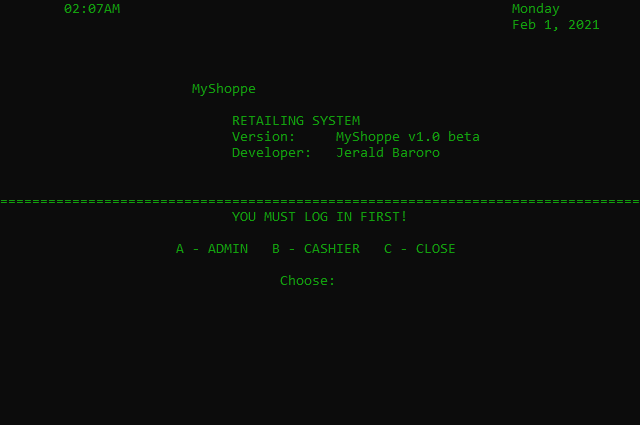 02:07AM Monday
Feb 1, 2021
MyShoppe
RETAILING SYSTEM
Version: MyShoppe v1.0 beta
Developer: Jerald Baroro
================================================================================
YOU MUST LOG IN FIRST!
A - ADMIN B - CASHIER C - CLOSE
Choose: